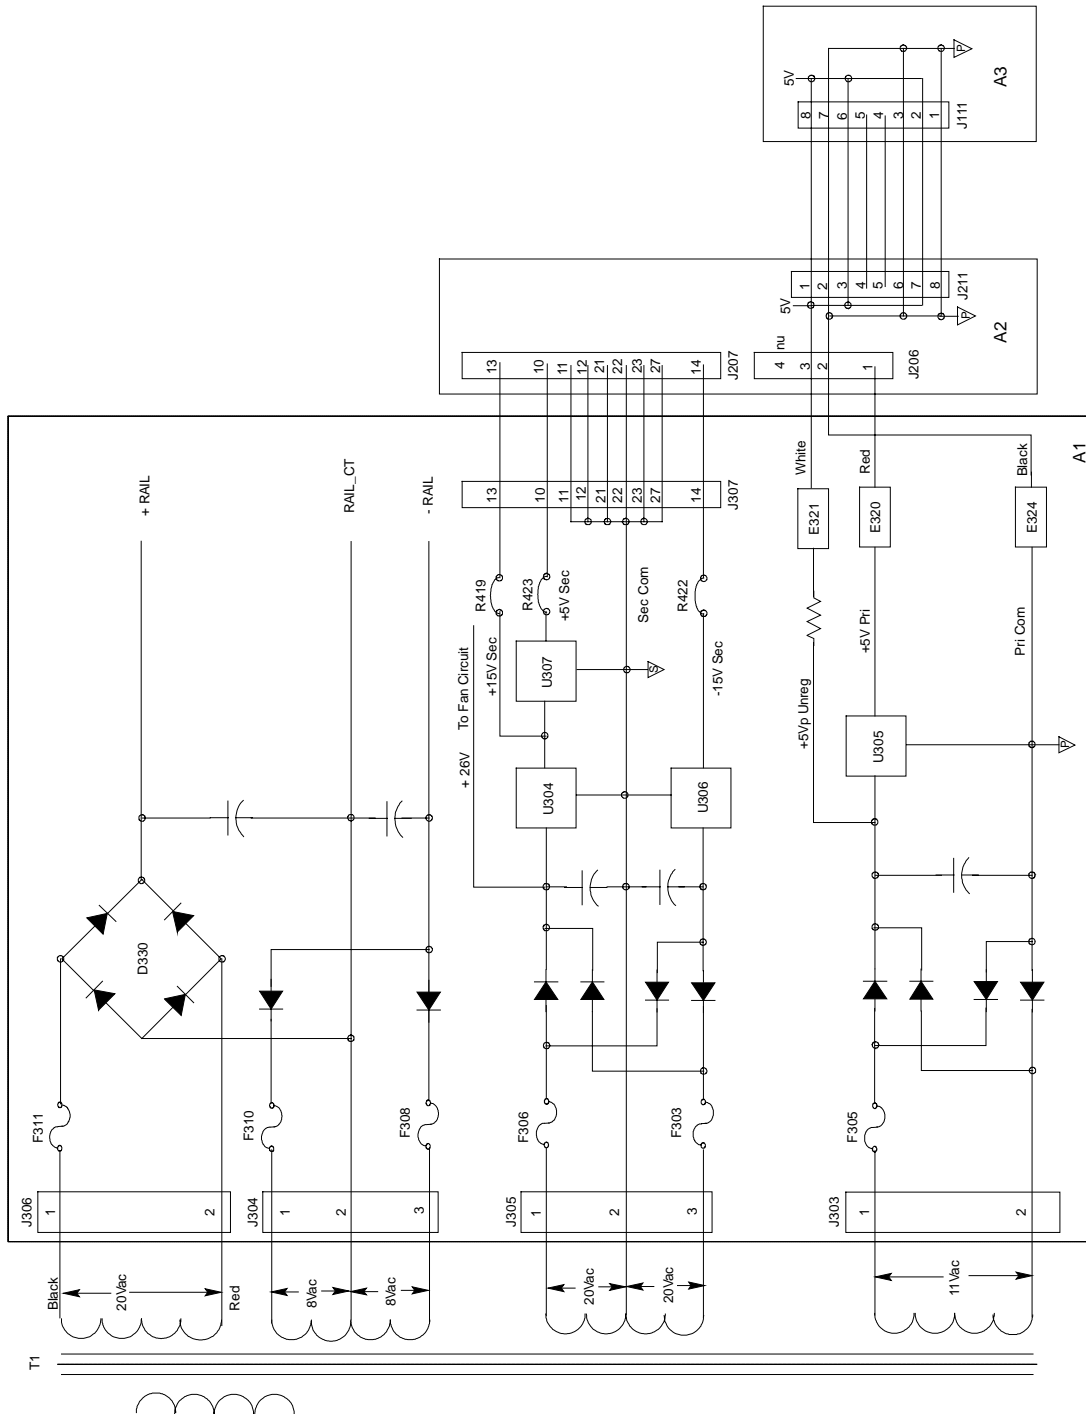 T1
Black
20Vac
Red
8Vac
8Vac
20Vac
20Vac
11Vac
J306
1
2
J304
1
2
3
J305
1
2
3
J303
1
2
F311
F310
F308
F306
F303
F305
D330
+ RAIL
RAIL_CT
- RAIL
+ 26V To Fan Circuit
U304
U306
U307
U305
+15V Sec
R419
R423
+5V Sec
Sec Com
S
-15V Sec
R422
+5Vp Unreg
+5V Pri
Pri Com
P
E321
E320
E324
White
Red
Black
A1
J307
13
10
11
12
21
22
23
27
14
J207
13
10
11
12
21
22
23
27
14
J206
4 nu
3
2
1
J211
1
2
3
4
5
6
7
8
5V
P
A2
J111
8
7
6
5
4
3
2
1
5V
P
A3